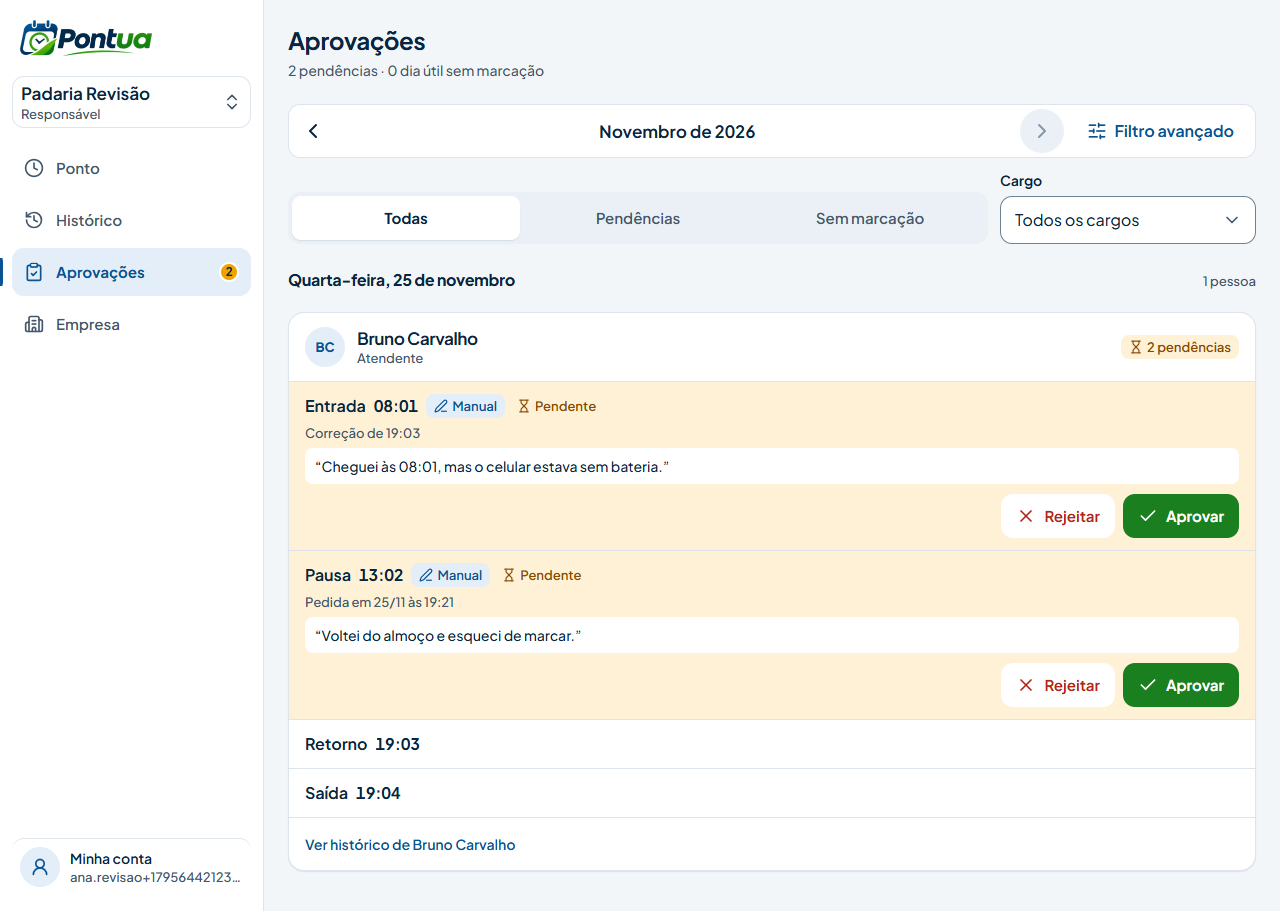 Pontua
Padaria Revisão
Responsável
Ponto
Histórico
Aprovações 2
Empresa
Minha conta
ana.revisao+17956442123…
Aprovações
2 pendências · 0 dia útil sem marcação
Novembro de 2026
Filtro avançado
Todas
Pendências
Sem marcação
Cargo
Todos os cargos
Quarta-feira, 25 de novembro
1 pessoa
BC
Bruno Carvalho
Atendente
2 pendências
Entrada 08:01 Manual Pendente
Correção de 19:03
“Cheguei às 08:01, mas o celular estava sem bateria.”
Rejeitar
Aprovar
Pausa 13:02 Manual Pendente
Pedida em 25/11 às 19:21
“Voltei do almoço e esqueci de marcar.”
Rejeitar
Aprovar
Retorno 19:03
Saída 19:04
Ver histórico de Bruno Carvalho